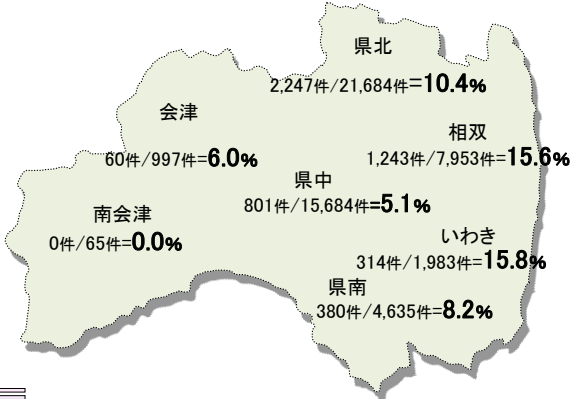 県北
2,247件/21,684件=10.4%
会津
60件/997件=6.0%
相双
1,243件/7,953件=15.6%
県中
801件/15,684件=5.1%
南会津
0件/65件=0.0%
いわき
314件/1,983件=15.8%
県南
380件/4,635件=8.2%